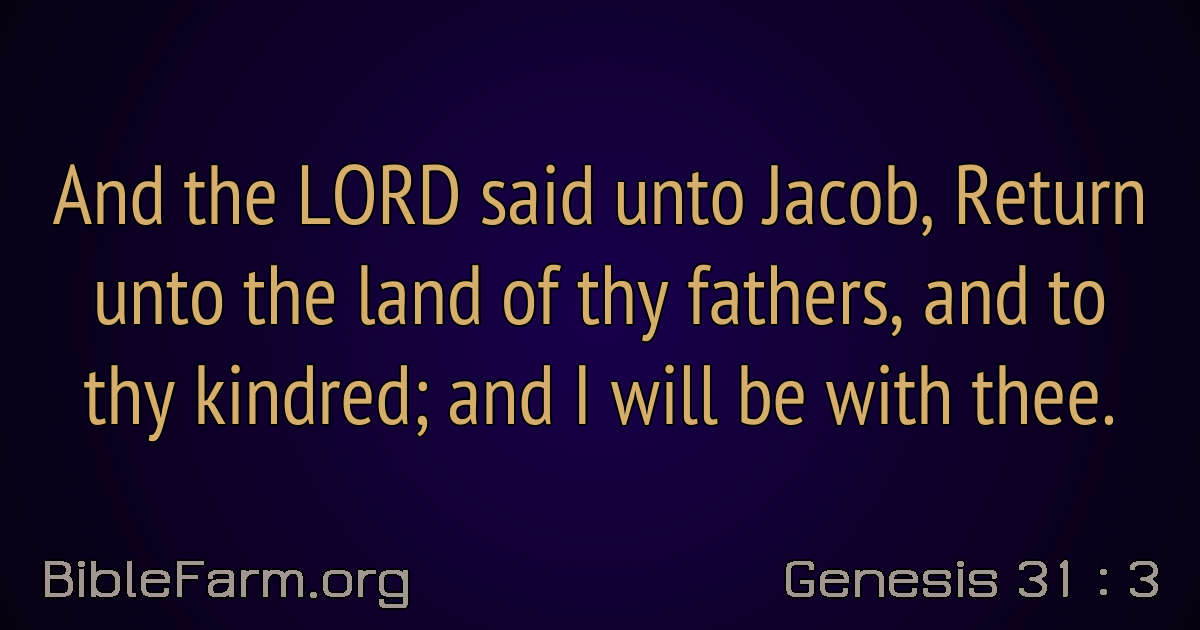 And the LORD said unto Jacob, Return
unto the land of thy fathers, and to
thy kindred; and I will be with thee.
BibleFarm.org
Genesis 31 : 3